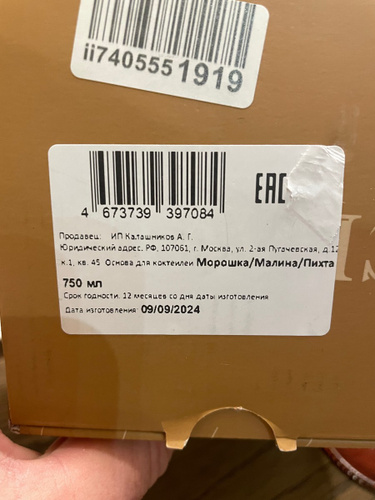 ii7405551919
EAC
4 673739 397084
Продавец: ИП Калашников А. Г.
Юридический адрес: РФ, 107061, г. Москва, ул. 2-ая Пугачевская, д.12
к.1, кв. 45 Основа для коктейлей Морошка/Малина/Пихта
750 мл
Срок годности: 12 месяцев со дня даты изготовления
Дата изготовления: 09/09/2024